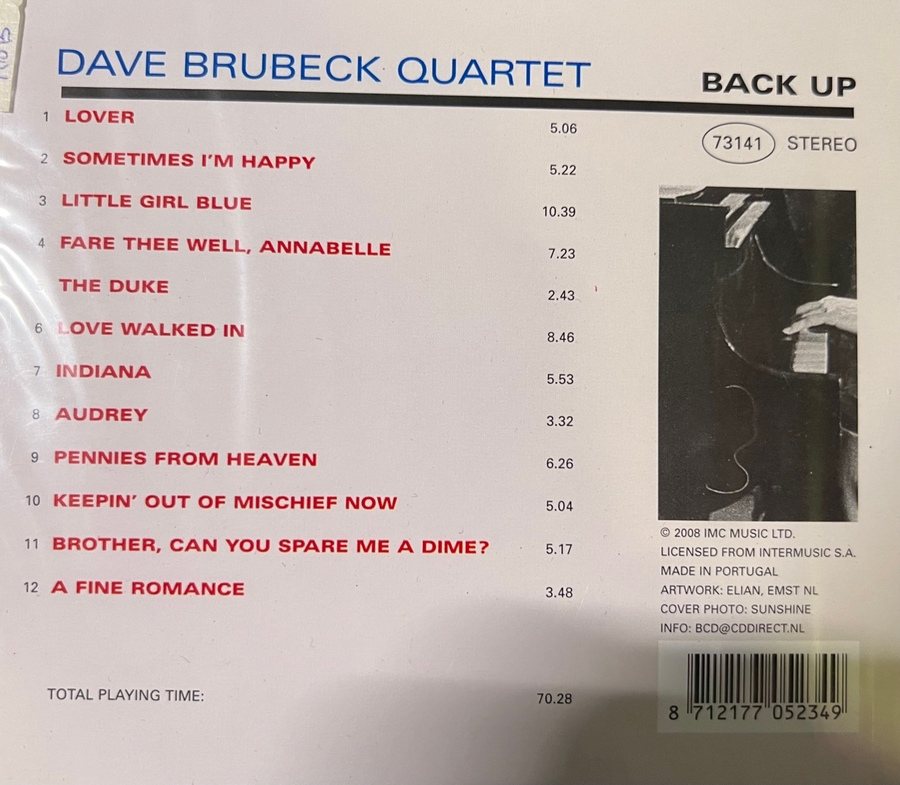 DAVE BRUBECK QUARTET
BACK UP
73141 STEREO
1 LOVER 5.06
2 SOMETIMES I'M HAPPY 5.22
3 LITTLE GIRL BLUE 10.39
4 FARE THEE WELL, ANNABELLE 7.23
THE DUKE 2.43
6 LOVE WALKED IN 8.46
7 INDIANA 5.53
8 AUDREY 3.32
9 PENNIES FROM HEAVEN 6.26
10 KEEPIN' OUT OF MISCHIEF NOW 5.04
11 BROTHER, CAN YOU SPARE ME A DIME? 5.17
12 A FINE ROMANCE 3.48
TOTAL PLAYING TIME: 70.28
© 2008 IMC MUSIC LTD.
LICENSED FROM INTERMUSIC S.A.
MADE IN PORTUGAL
ARTWORK: ELIAN, EMST NL
COVER PHOTO: SUNSHINE
INFO: BCD@CDDIRECT.NL
8 712177 052349